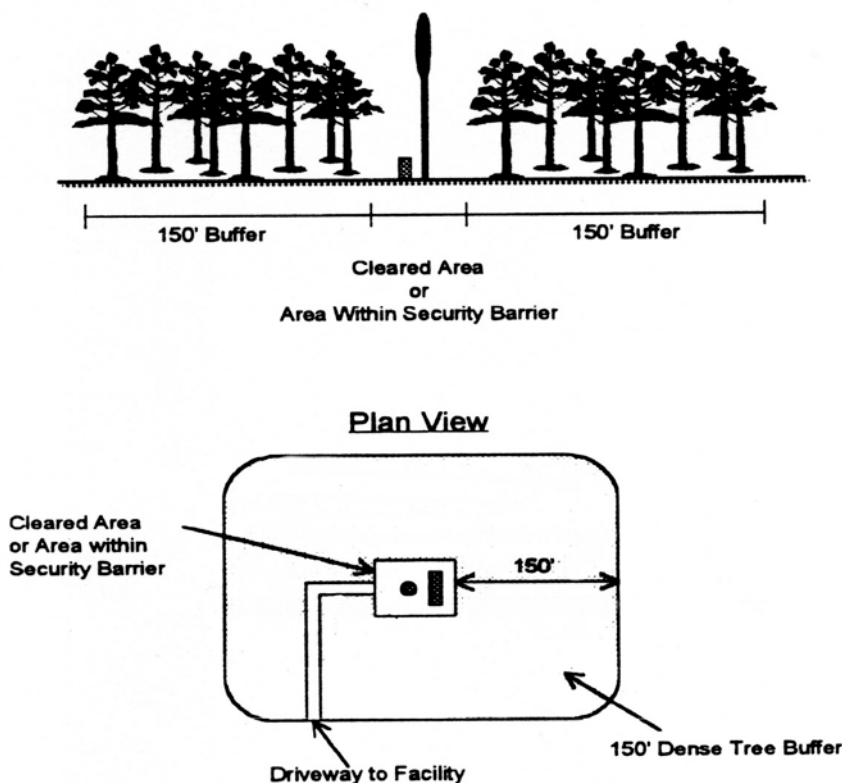 150' Buffer
150' Buffer
Cleared Area
or
Area Within Security Barrier
Plan View
Cleared Area
or Area within
Security Barrier
150'
150' Dense Tree Buffer
Driveway to Facility